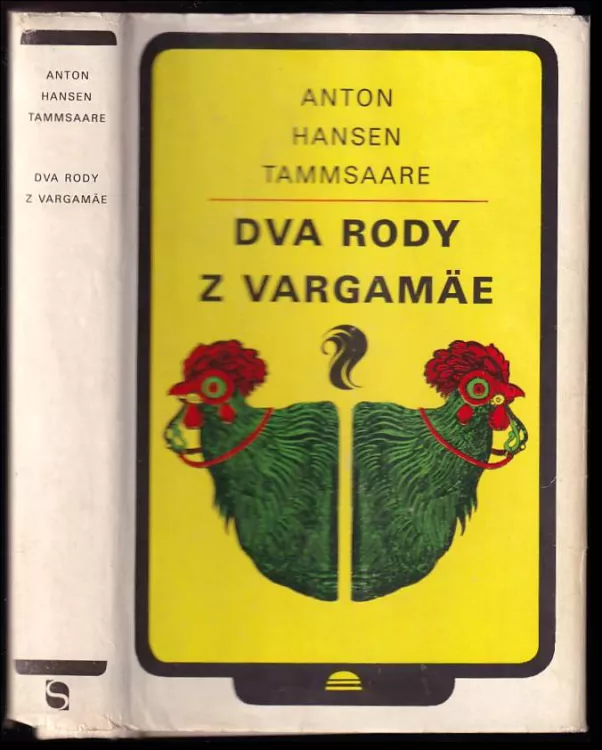 ANTON
HANSEN
TAMMSAARE
DVA RODY
Z VARGAMÄE
ANTON
HANSEN
TAMMSAARE
DVA RODY
Z VARGAMÄE
S